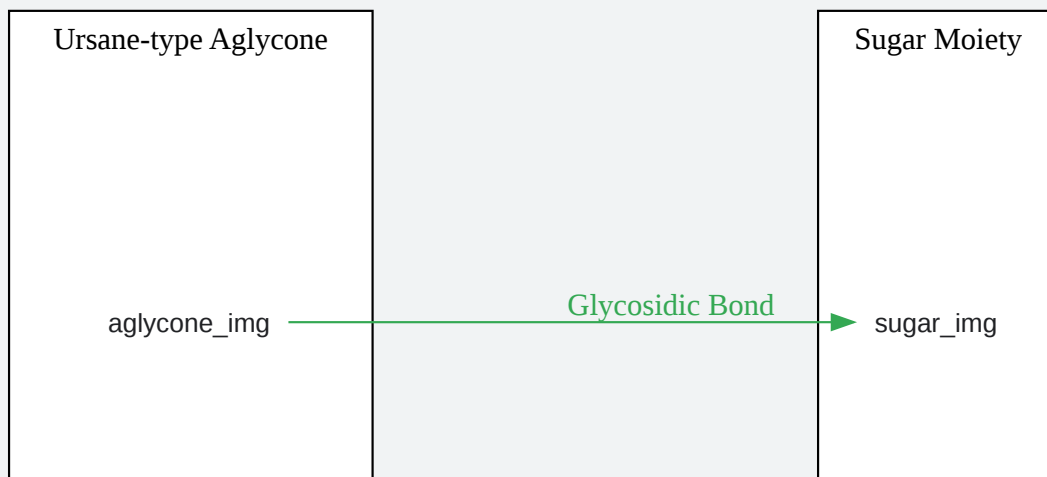 Ursane-type Aglycone
Sugar Moiety
Glycosidic Bond
aglycone_img
sugar_img